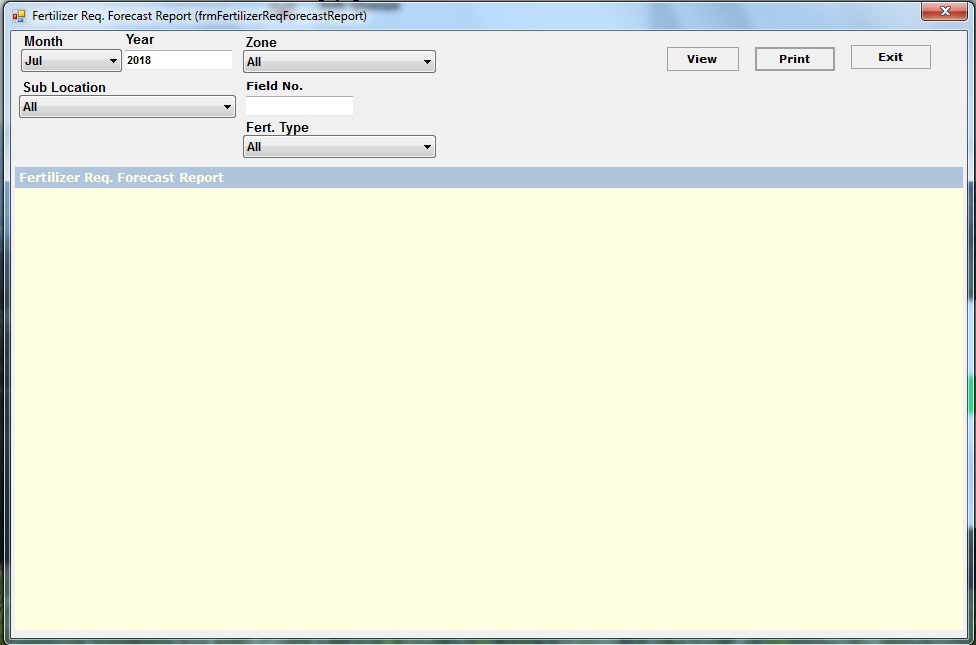 Fertilizer Req. Forecast Report (frmFertilizerReqForecastReport)
Month Year Zone
Jul 2018 All
View Print Exit
Sub Location Field No.
All
Fert. Type
All
Fertilizer Req. Forecast Report